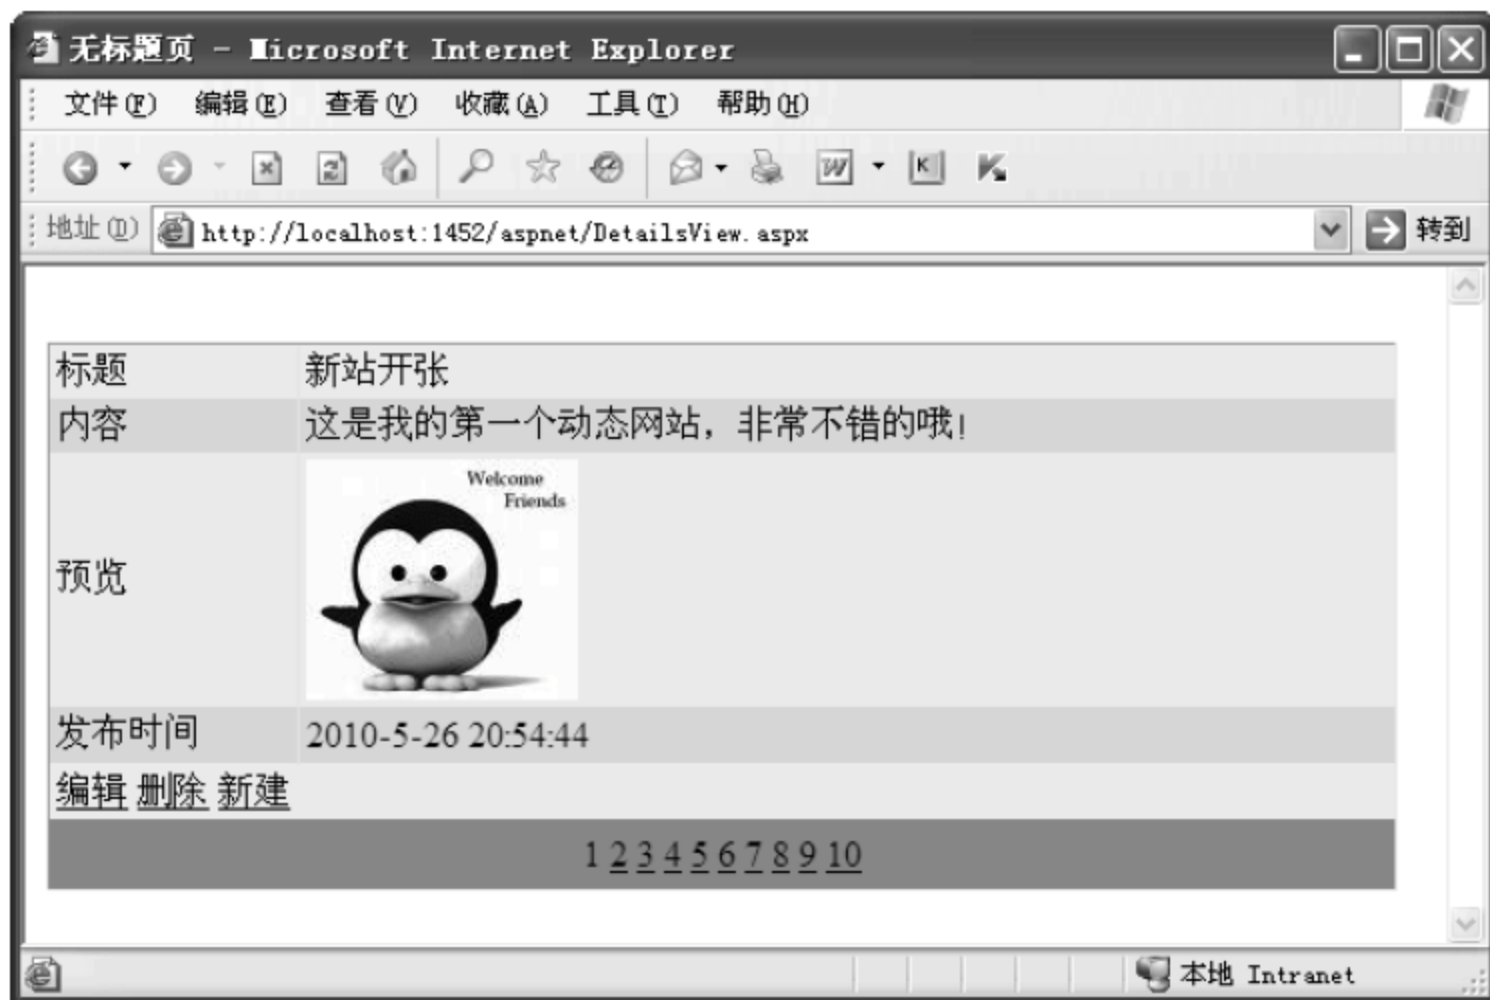 无标题页 - Microsoft Internet Explorer
文件(F) 编辑(E) 查看(V) 收藏(A) 工具(T) 帮助(H)
W K K
地址(D) http://localhost:1452/aspnet/DetailsView.aspx 转到
标题 新站开张
内容 这是我的第一个动态网站，非常不错的哦!
Welcome
Friends
预览
发布时间 2010-5-26 20:54:44
编辑 删除 新建
1 2 3 4 5 6 7 8 9 10
本地 Intranet